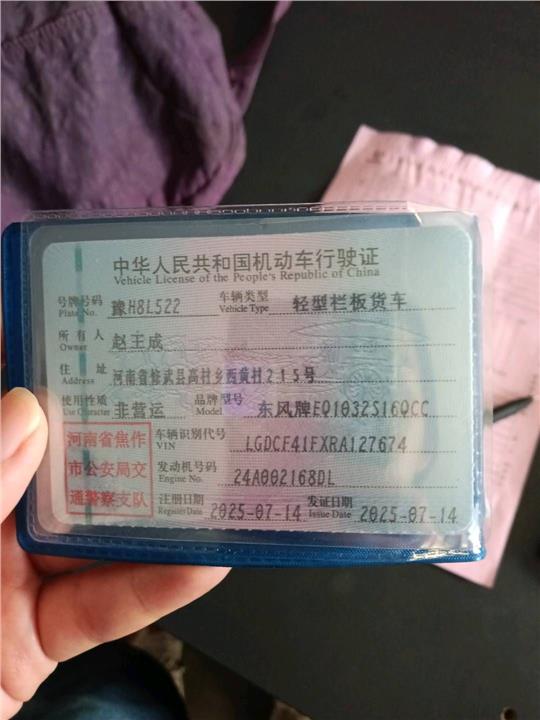 中华人民共和国机动车行驶证
Vehicle License of the People's Republic of China
号牌号码 豫H8L522 车辆类型 轻型栏板货车
Plate No. Vehicle Type
所有人 赵王成
Owner
住址 河南省修武县高村乡西黄村215号
Address
使用性质 非营运 品牌型号 东风牌EQ1032S16QCC
Use Character Model
河南省焦作
市公安局交
通警察支队
车辆识别代号 LGDCF41FXRA127674
VIN
发动机号码 24A002168DL
Engine No.
注册日期 2025-07-14 发证日期 2025-07-14
Register Date Issue Date